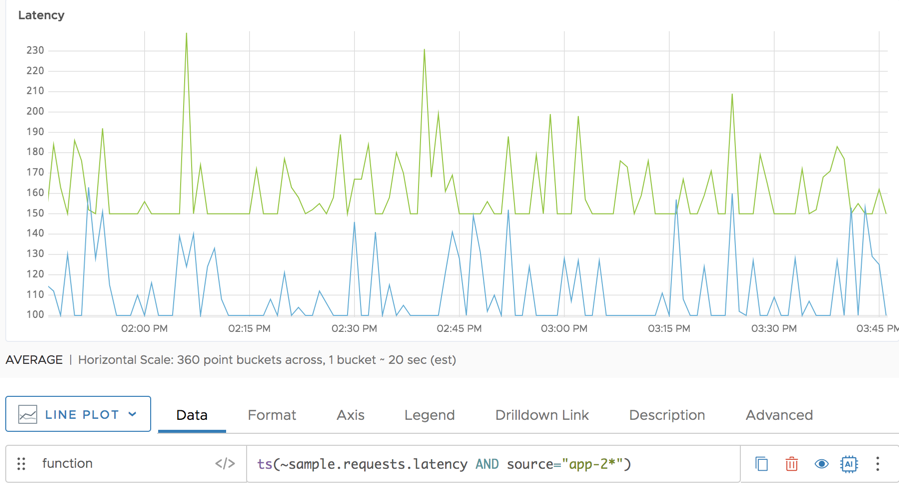 Latency
230
220
210
200
190
180
170
160
150
140
130
120
110
100
02:00 PM 02:15 PM 02:30 PM 02:45 PM 03:00 PM 03:15 PM 03:30 PM 03:45 PM
AVERAGE | Horizontal Scale: 360 point buckets across, 1 bucket ~ 20 sec (est)
LINE PLOT Data Format Axis Legend Drilldown Link Description Advanced
function </> ts(~sample.requests.latency AND source="app-2*") AI